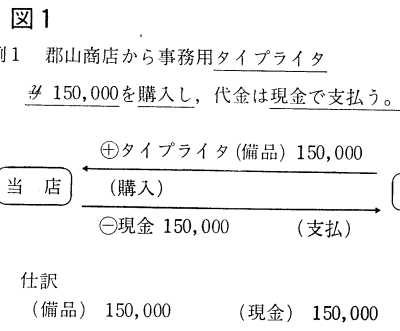 図1
例1 郡山商店から事務用タイプライタ
¥ 150,000を購入し，代金は現金で支払う。
⊕タイプライタ(備品) 150,000
当 店
(購入)
⊖現金 150,000 (支払)
仕訳
(備品) 150,000 (現金) 150,000